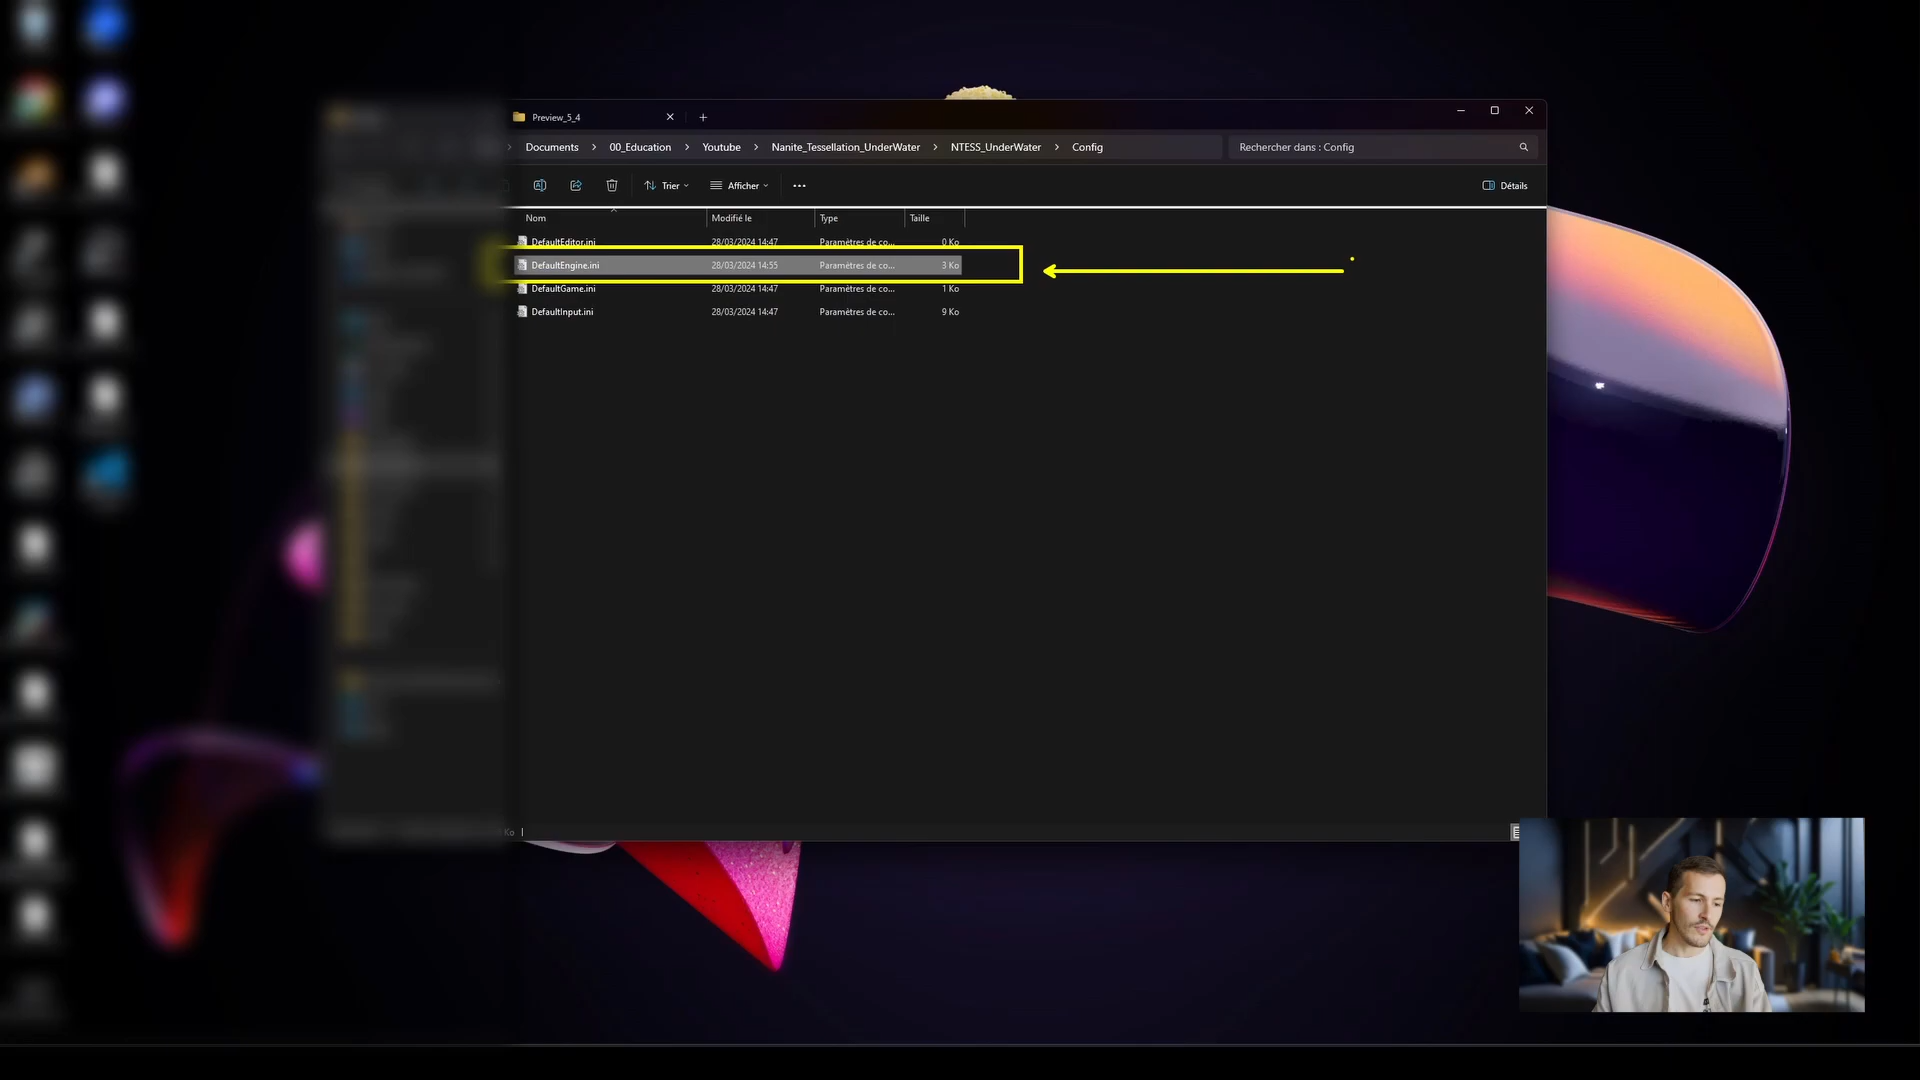 Preview_5_4
Documents > 00_Education > Youtube > Nanite_Tessellation_UnderWater > NTESS_UnderWater > Config
Rechercher dans : Config
Trier
Afficher
Détails
Nom Modifié le Type Taille
DefaultEditor.ini 28/03/2024 14:47 Paramètres de co... 0 Ko
DefaultEngine.ini 28/03/2024 14:55 Paramètres de co... 3 Ko
DefaultGame.ini 28/03/2024 14:47 Paramètres de co... 1 Ko
DefaultInput.ini 28/03/2024 14:47 Paramètres de co... 9 Ko
Ko